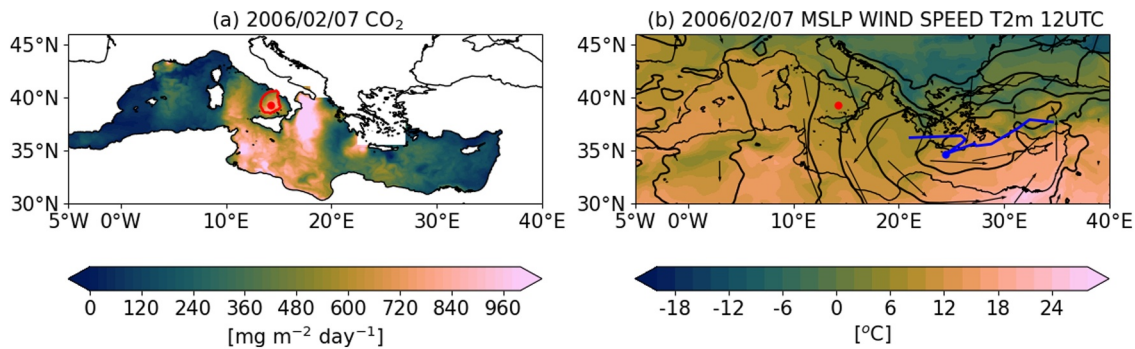 (a) 2006/02/07 CO₂
(b) 2006/02/07 MSLP WIND SPEED T2m 12UTC
45°N
40°N
35°N
30°N
5°W 0°W 10°E 20°E 30°E 40°E
45°N
40°N
35°N
30°N
5°W 0°W 10°E 20°E 30°E 40°E
0 120 240 360 480 600 720 840 960
[mg m⁻² day⁻¹]
-18 -12 -6 0 6 12 18 24
[°C]